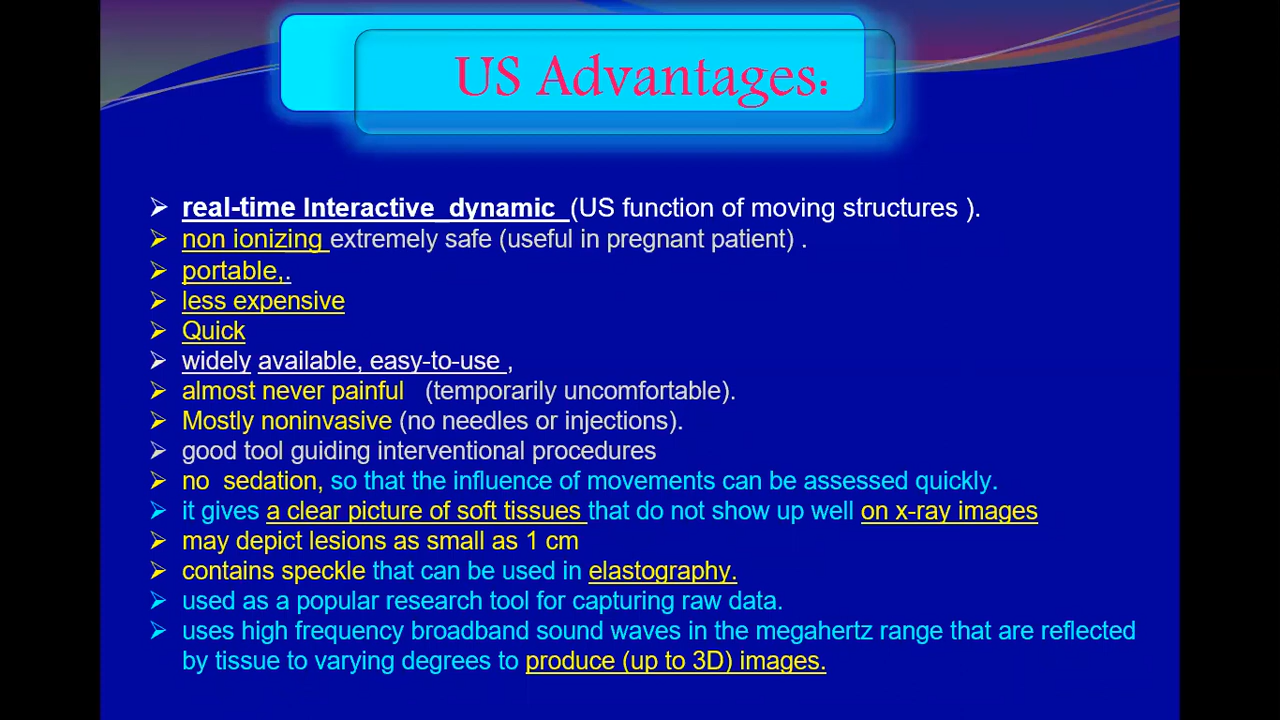 US Advantages:
➢ real-time Interactive dynamic (US function of moving structures ).
➢ non ionizing extremely safe (useful in pregnant patient) .
➢ portable,.
➢ less expensive
➢ Quick
➢ widely available, easy-to-use ,
➢ almost never painful (temporarily uncomfortable).
➢ Mostly noninvasive (no needles or injections).
➢ good tool guiding interventional procedures
➢ no sedation, so that the influence of movements can be assessed quickly.
➢ it gives a clear picture of soft tissues that do not show up well on x-ray images
➢ may depict lesions as small as 1 cm
➢ contains speckle that can be used in elastography.
➢ used as a popular research tool for capturing raw data.
➢ uses high frequency broadband sound waves in the megahertz range that are reflected
by tissue to varying degrees to produce (up to 3D) images.